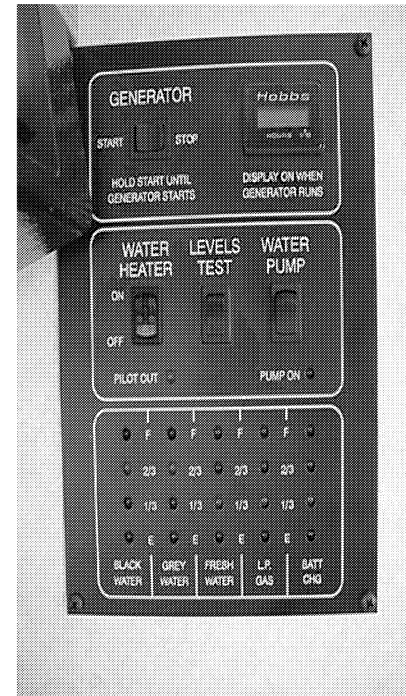 GENERATOR
Hobbs
START STOP
HOURS
HOLD START UNTIL
GENERATOR STARTS
DISPLAY ON WHEN
GENERATOR RUNS
WATER
HEATER
LEVELS
TEST
WATER
PUMP
ON
OFF
PILOT OUT
PUMP ON
F F F F
2/3 2/3 2/3 2/3
1/3 1/3 1/3 1/3
E E E E
BLACK
WATER
GREY
WATER
FRESH
WATER
L.P.
GAS
BATT
CHG